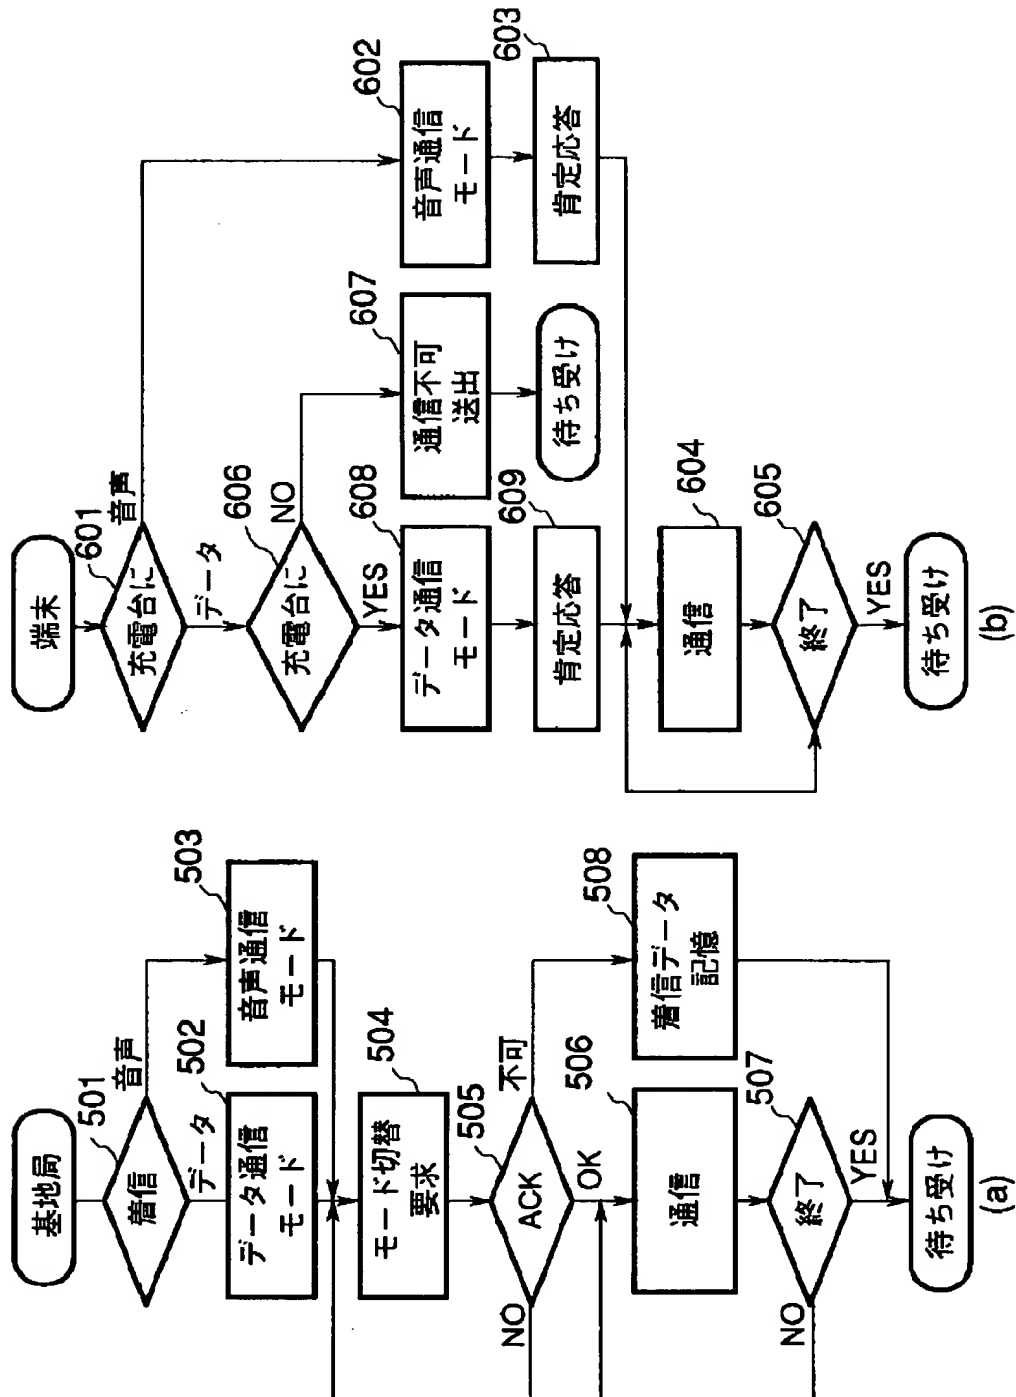 基地局
着信
501
音声
データ
502
データ通信
モード
503
音声通信
モード
504
モード切替
要求
505
ACK
不可
NO
OK
506
通信
508
着信データ
記憶
507
終了
NO
YES
待ち受け
(a)
端末
601
充電台に
音声
データ
606
充電台に
NO
YES
608
データ通信
モード
607
通信不可
送出
602
音声通信
モード
609
肯定応答
待ち受け
603
肯定応答
604
通信
605
終了
YES
待ち受け
(b)